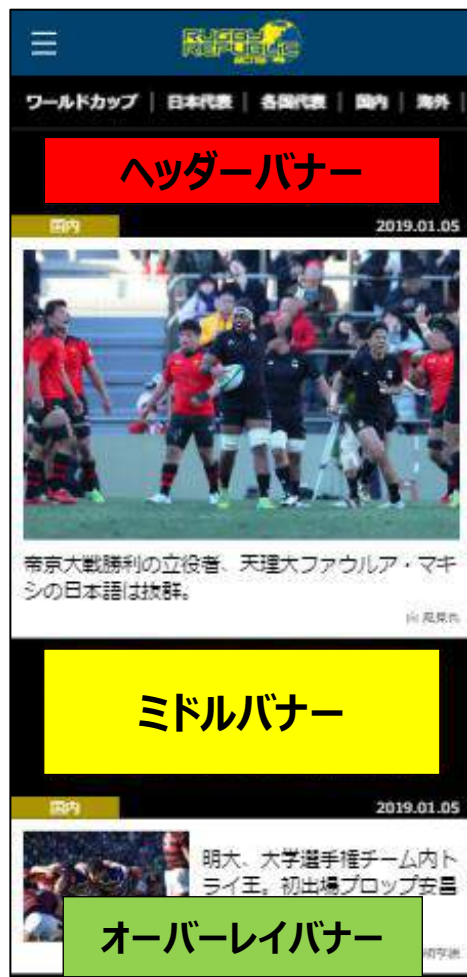 RUGBY
REPUBLIC
ワールドカップ | 日本代表 | 各国代表 | 国内 | 海外
ヘッダーバナー
国内 2019.01.05
帝京大戦勝利の立役者、天理大ファウルア・マキ
シの日本語は抜群。
向 風見也
ミドルバナー
国内 2019.01.05
明大、大学選手権チーム内ト
ライ王。初出場プロップ安昌
オーバーレイバナー